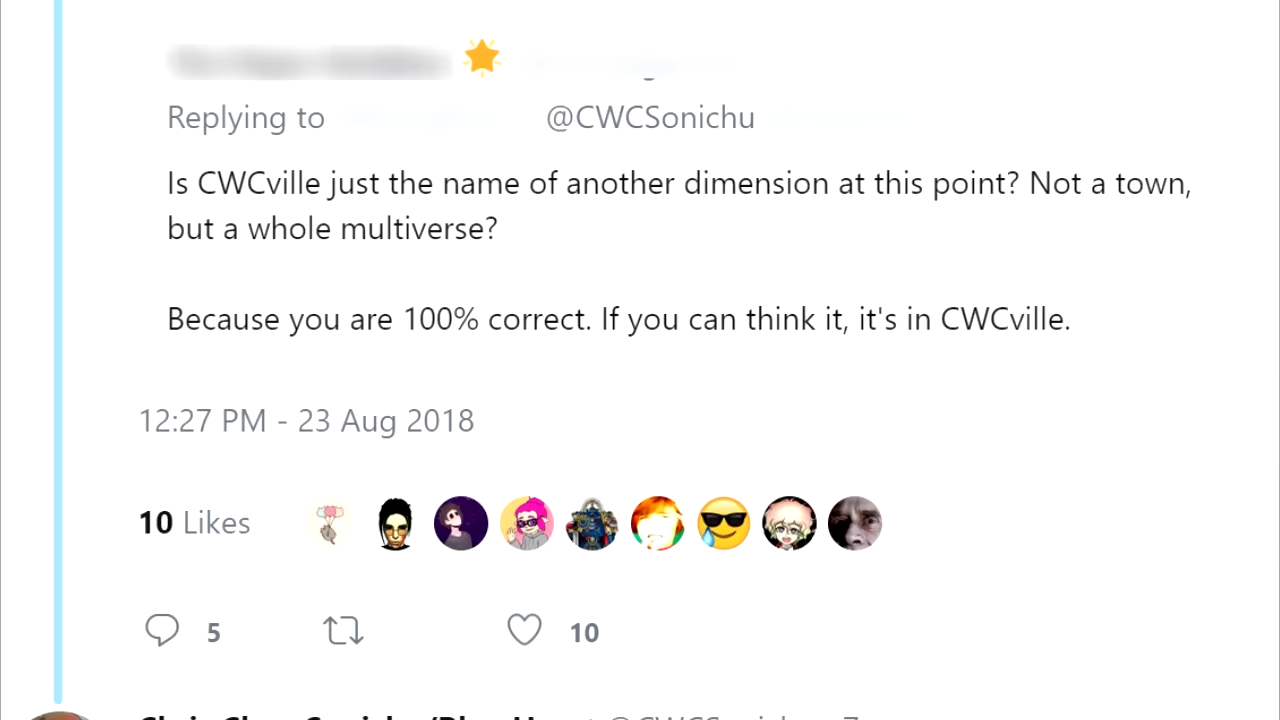 Replying to @CWCSonichu
Is CWCville just the name of another dimension at this point? Not a town,
but a whole multiverse?
Because you are 100% correct. If you can think it, it's in CWCville.
12:27 PM - 23 Aug 2018
10 Likes
5 10